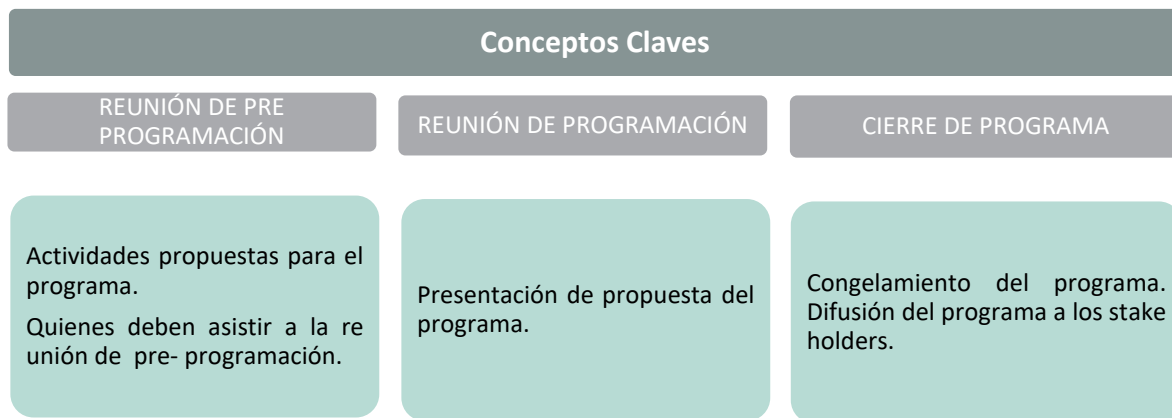 Conceptos Claves
REUNIÓN DE PRE
PROGRAMACIÓN
REUNIÓN DE PROGRAMACIÓN
CIERRE DE PROGRAMA
Actividades propuestas para el
programa.
Quienes deben asistir a la re
unión de pre- programación.
Presentación de propuesta del
programa.
Congelamiento del programa.
Difusión del programa a los stake
holders.